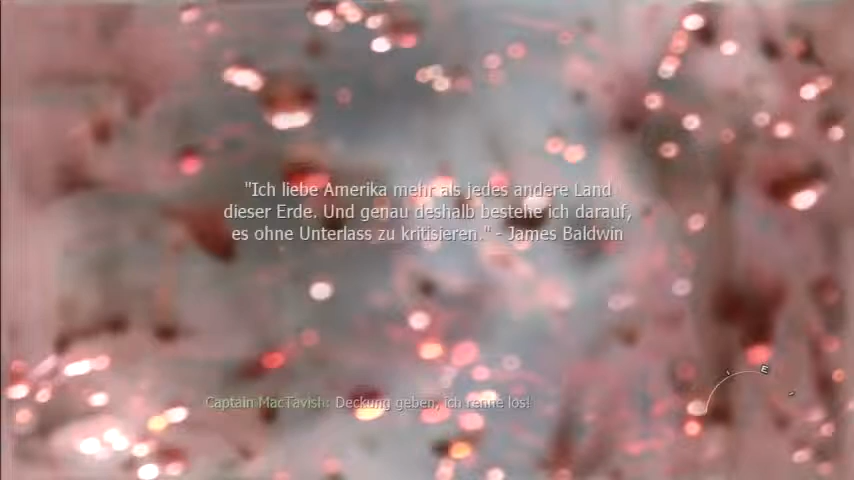 "Ich liebe Amerika mehr als jedes andere Land
dieser Erde. Und genau deshalb bestehe ich darauf,
es ohne Unterlass zu kritisieren." - James Baldwin
E
Captain MacTavish: Deckung geben, ich renne los!